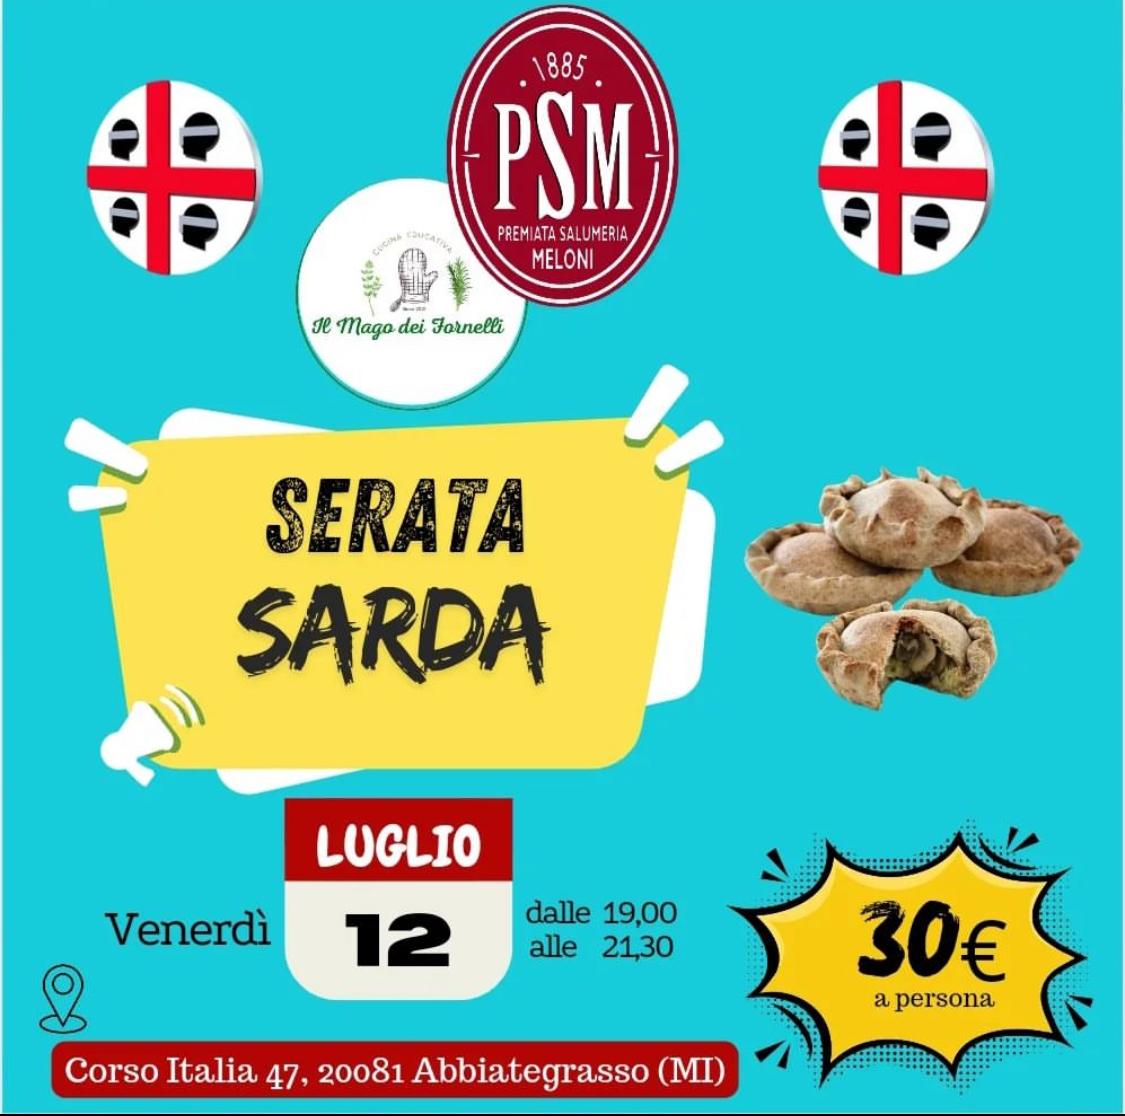 1885
PSM
PREMIATA SALUMERIA
MELONI
CUCINA EDUCATIVA
Il Mago dei Fornelli
SERATA
SARDA
LUGLIO
Venerdì
12
dalle 19,00
alle 21,30
30€
a persona
Corso Italia 47, 20081 Abbiategrasso (MI)